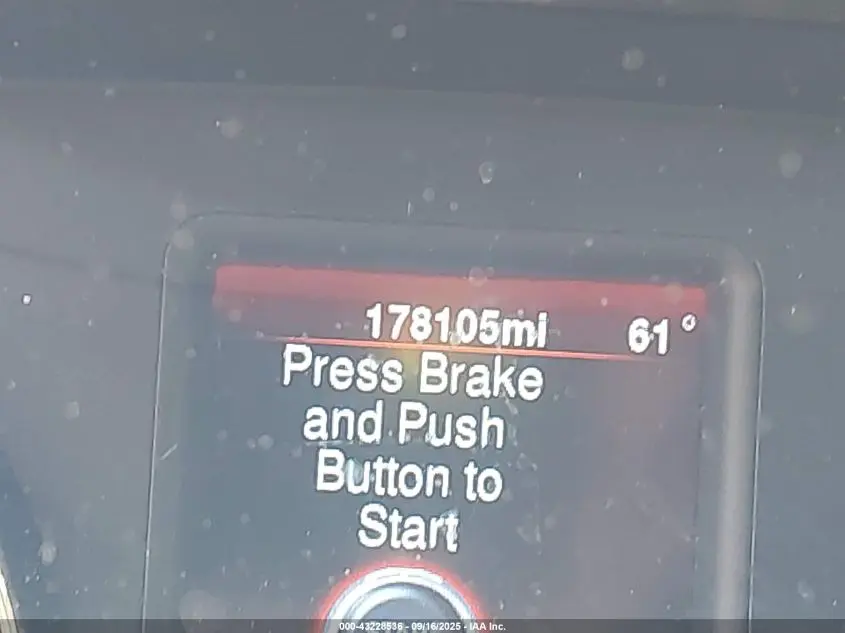 178105mi 61°
Press Brake
and Push
Button to
Start
000-43228536 - 09/16/2025 - IAA Inc.